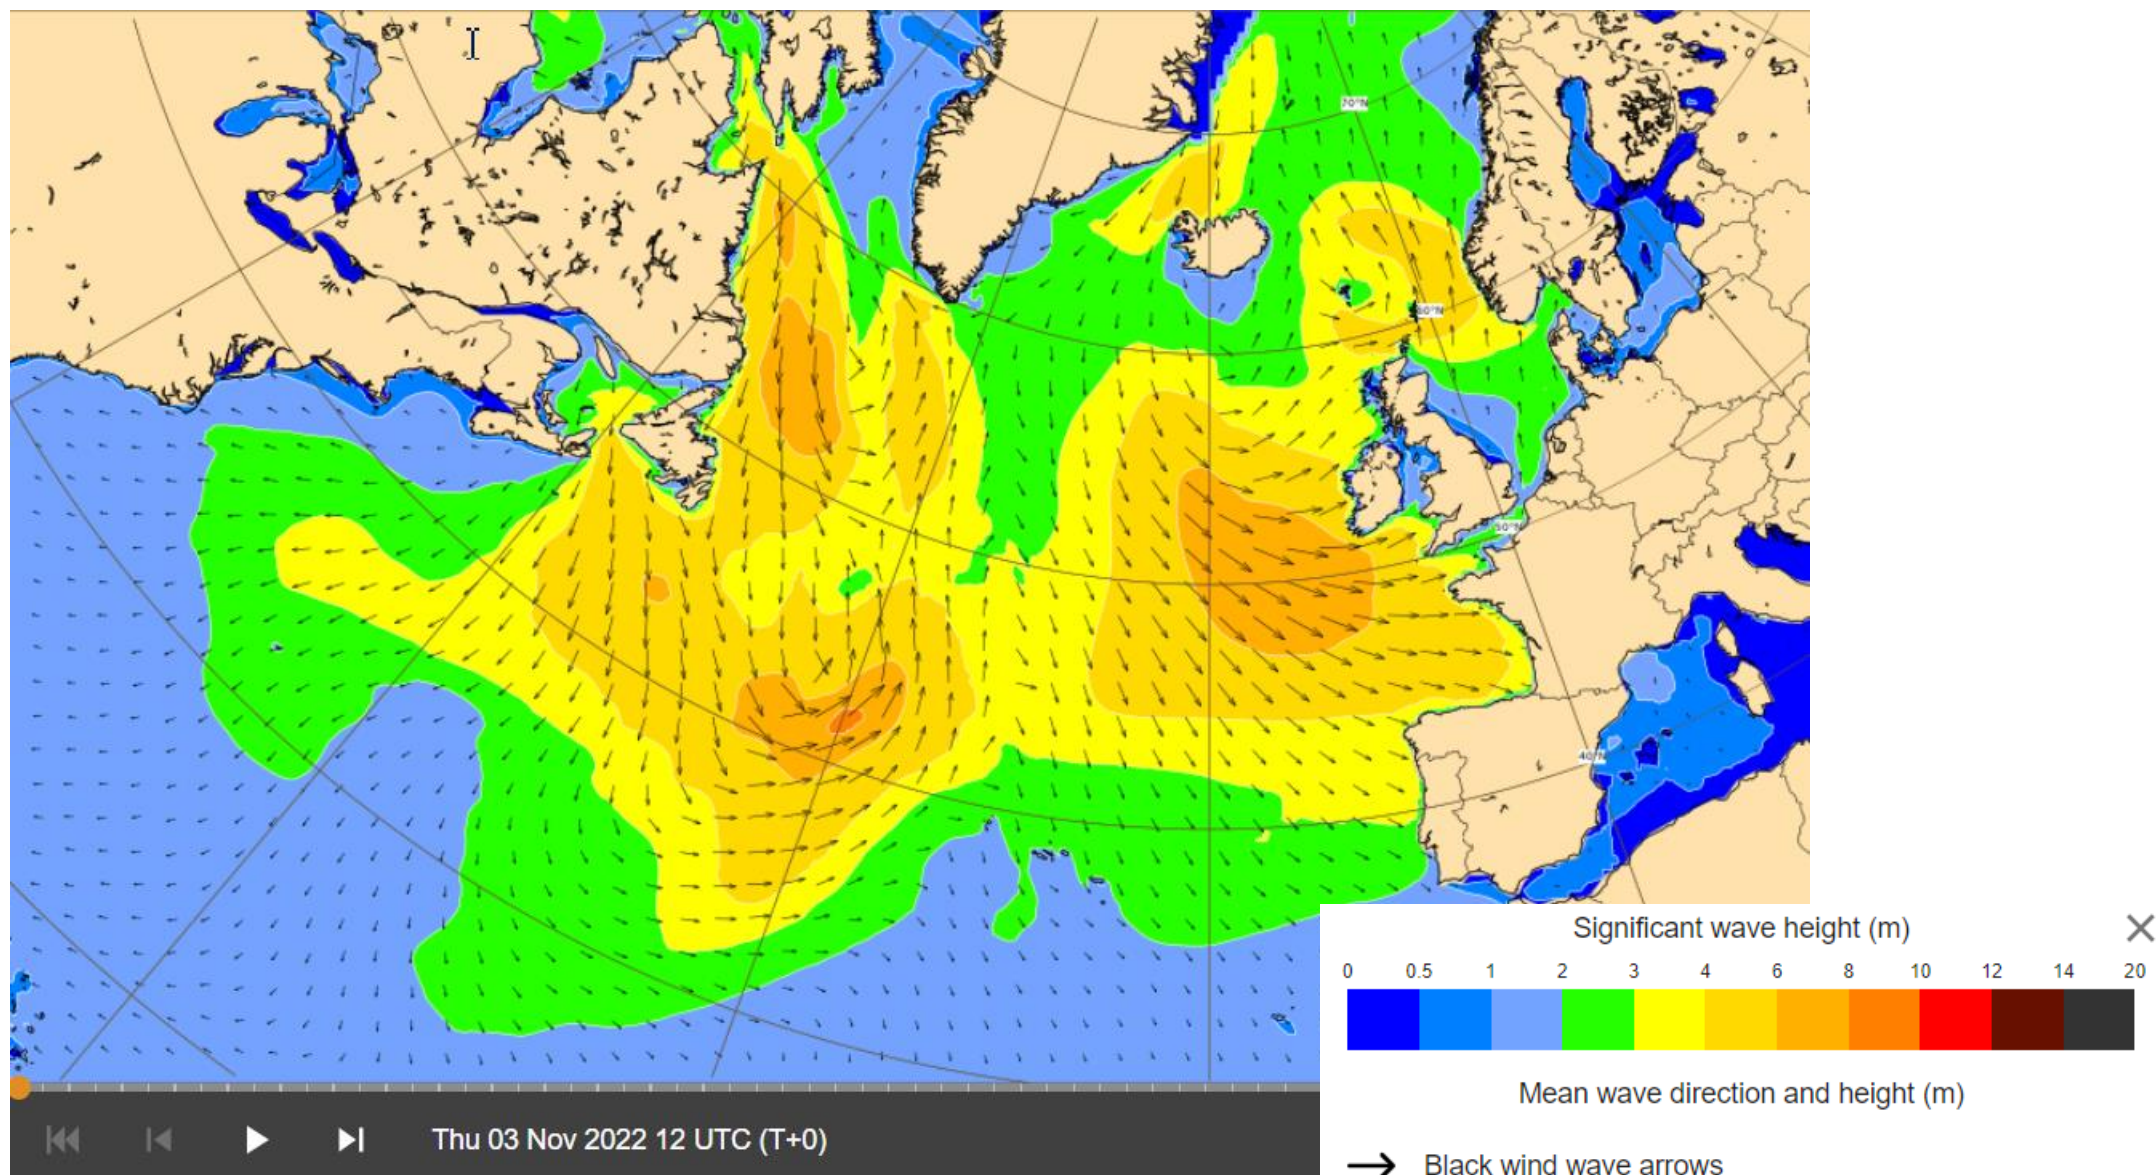 70°N
60°N
50°N
40°N
Significant wave height (m)
0 0.5 1 2 3 4 6 8 10 12 14 20
Mean wave direction and height (m)
Thu 03 Nov 2022 12 UTC (T+0)
Black wind wave arrows